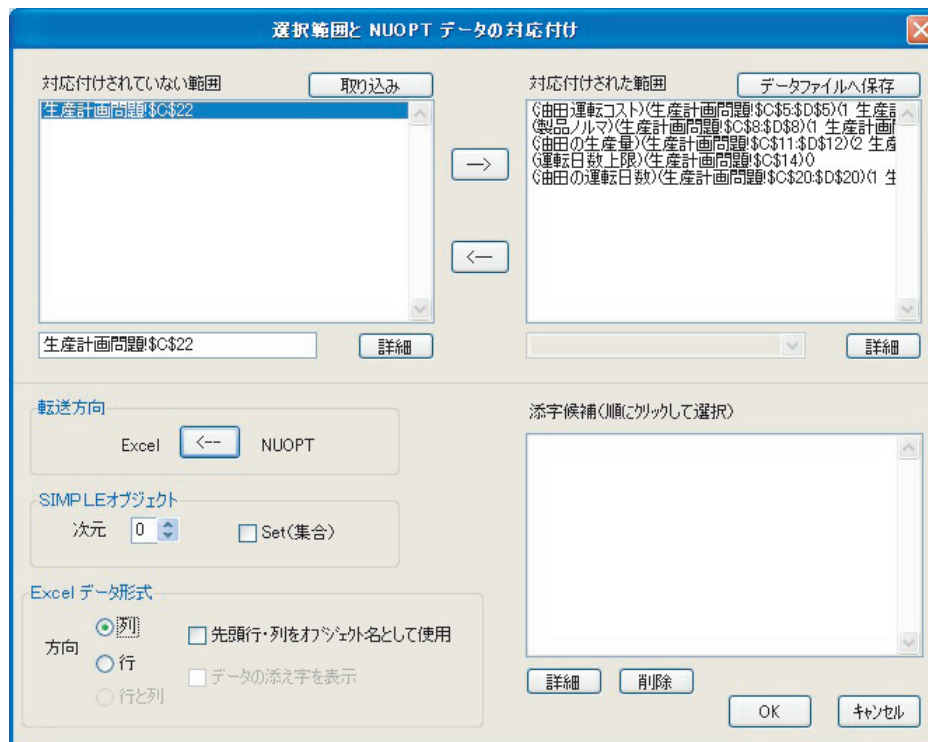 選択範囲と NUOPT データの対応付け
対応付けされていない範囲
取り込み
生産計画問題!$C$22
生産計画問題!$C$22
詳細
—>
<—
対応付けされた範囲
データファイルへ保存
(油田運転コスト)(生産計画問題!$C$5:$D$5)(1 生産
(製品ノルマ)(生産計画問題!$C$8:$D$8)(1 生産計画
(油田の生産量)(生産計画問題!$C$11:$D$12)(2 生産
(運転日数上限)(生産計画問題!$C$14)0
(油田の運転日数)(生産計画問題!$C$20:$D$20)(1 生
詳細
転送方向
Excel <-- NUOPT
SIMPLEオブジェクト
次元 0 Set(集合)
Excel データ形式
方向
列
行
行と列
先頭行・列をオブジェクト名として使用
データの添え字を表示
添字候補(順にクリックして選択)
詳細 削除
OK キャンセル